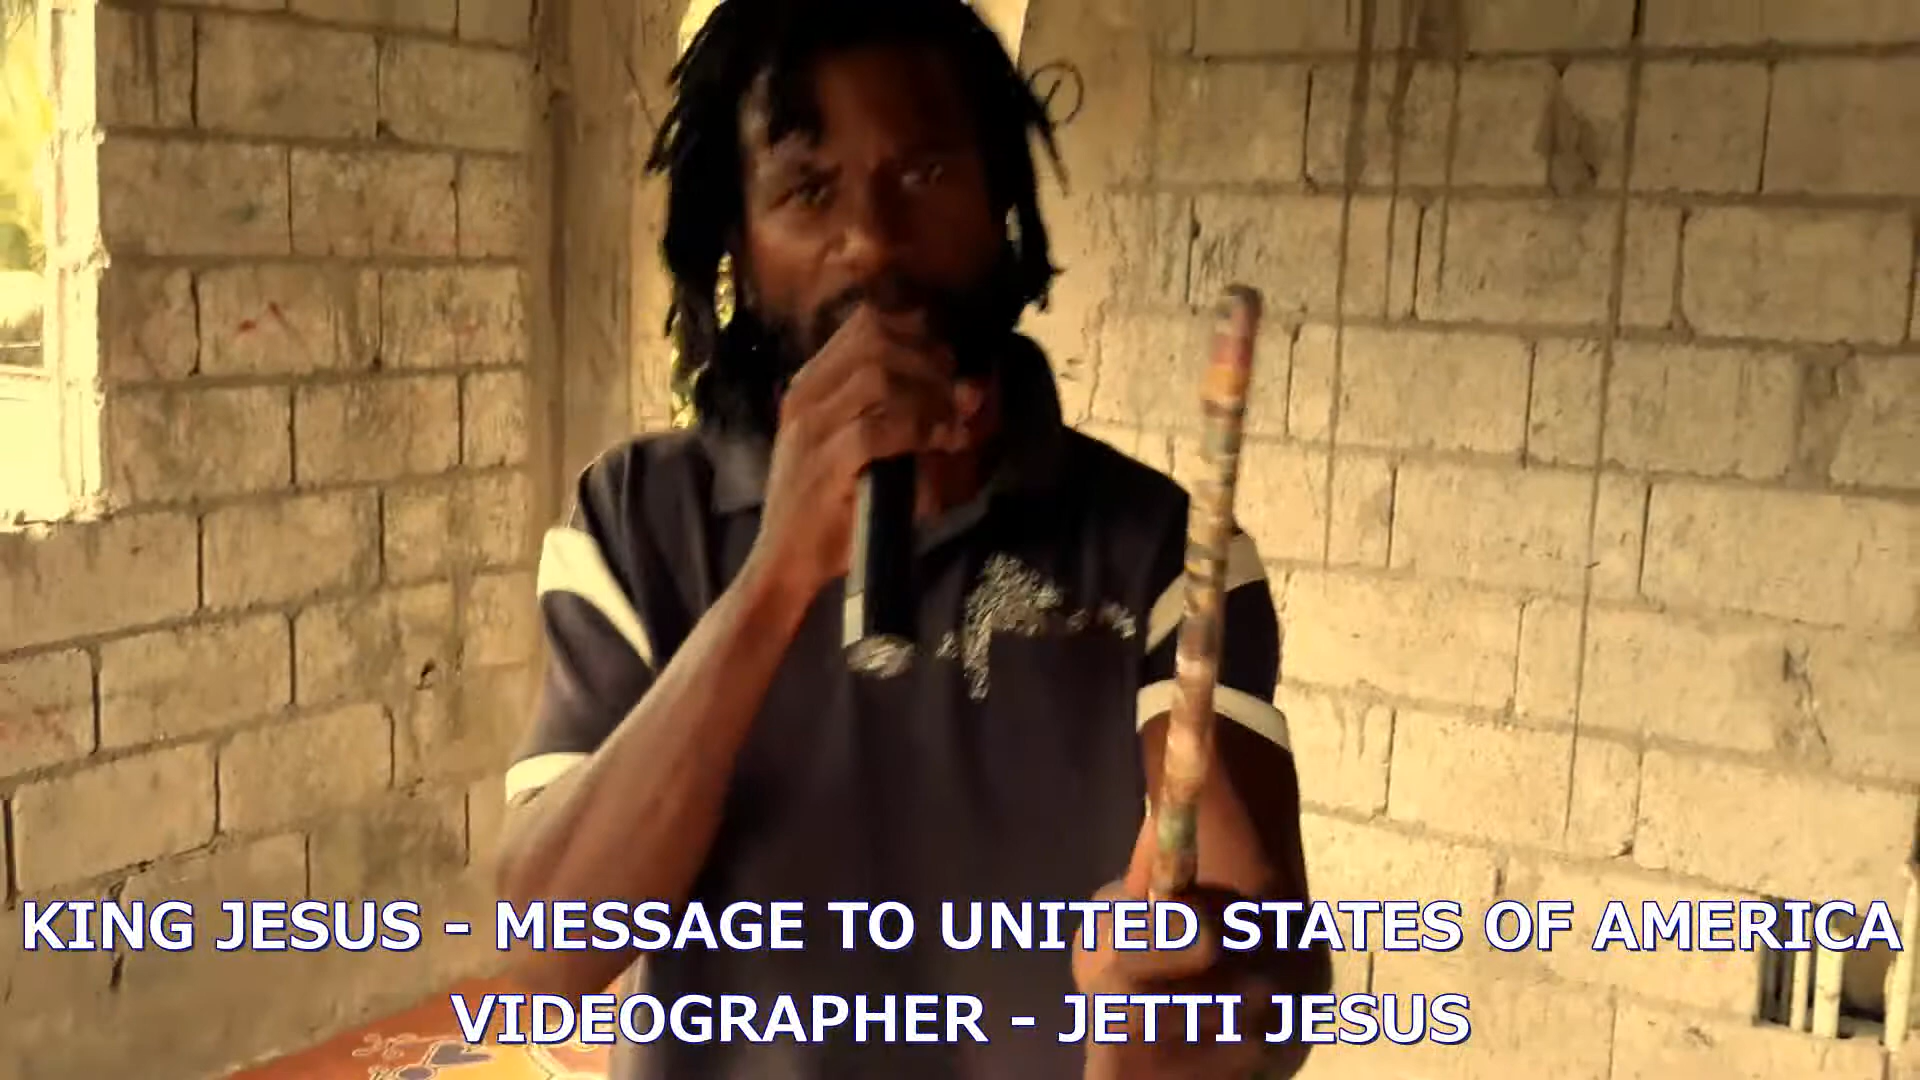 KING JESUS - MESSAGE TO UNITED STATES OF AMERICA
VIDEOGRAPHER - JETTI JESUS